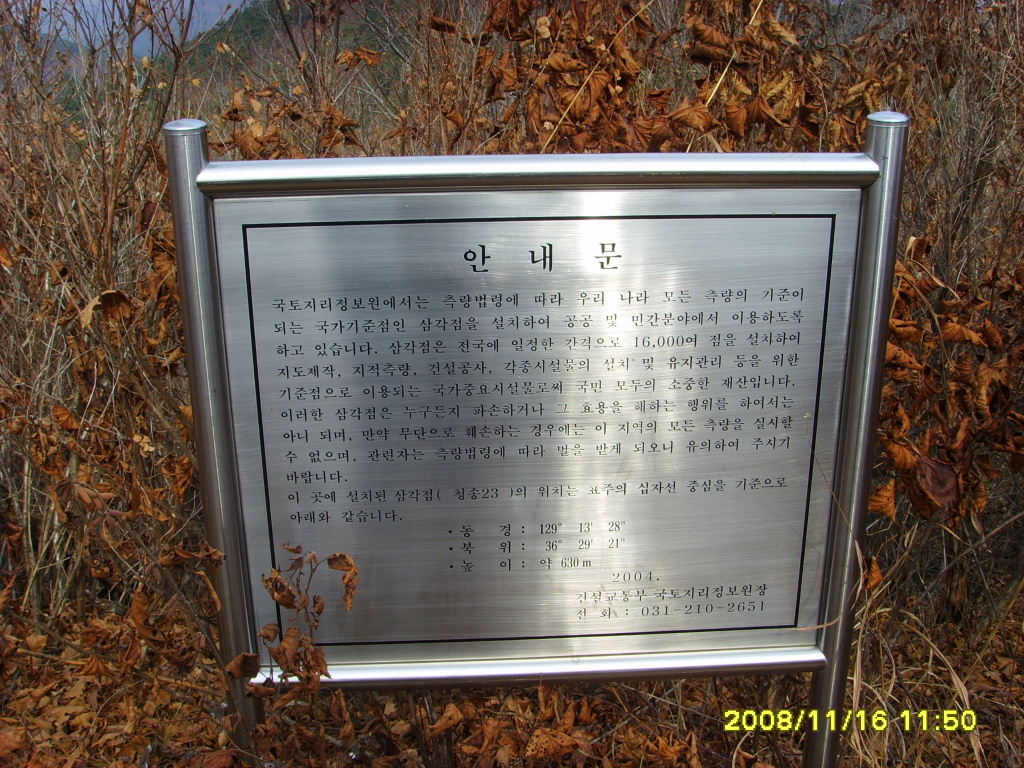 안 내 문
국토지리정보원에서는 측량법령에 따라 우리 나라 모든 측량의 기준이
되는 국가기준점인 삼각점을 설치하여 공공 및 민간분야에서 이용하도록
하고 있습니다. 삼각점은 전국에 일정한 간격으로 16,000여 점을 설치하여
지도제작, 지적측량, 건설공사, 각종시설물의 설치 및 유지관리 등을 위한
기준점으로 이용되는 국가중요시설물로써 국민 모두의 소중한 재산입니다.
이러한 삼각점은 누구든지 파손하거나 그 효용을 해하는 행위를 하여서는
아니 되며, 만약 무단으로 훼손하는 경우에는 이 지역의 모든 측량을 실시할
수 없으며, 관련자는 측량법령에 따라 벌을 받게 되오니 유의하여 주시기
바랍니다.
이 곳에 설치된 삼각점( 청송23 )의 위치는 표주의 십자선 중심을 기준으로
아래와 같습니다.
· 동 경 : 129° 13' 28"
· 북 위 : 36° 29' 21"
· 높 이 : 약 630m
2004.
건설교통부 국토지리정보원장
전 화 : 031-210-2651
2008/11/16 11:50